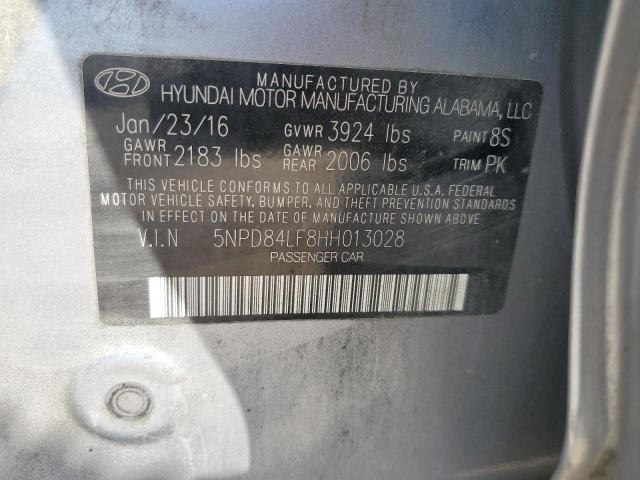 MANUFACTURED BY
HYUNDAI MOTOR MANUFACTURING ALABAMA, LLC
Jan/23/16 GVWR 3924 lbs PAINT 8S
GAWR FRONT 2183 lbs GAWR REAR 2006 lbs TRIM PK
THIS VEHICLE CONFORMS TO ALL APPLICABLE U.S.A. FEDERAL
MOTOR VEHICLE SAFETY, BUMPER, AND THEFT PREVENTION STANDARDS
IN EFFECT ON THE DATE OF MANUFACTURE SHOWN ABOVE.
V.I.N 5NPD84LF8HH013028
PASSENGER CAR